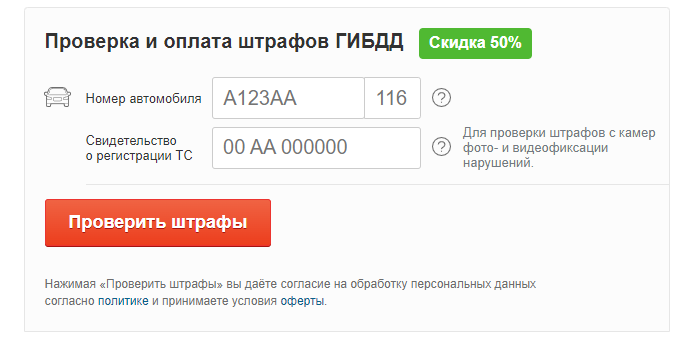 Проверка и оплата штрафов ГИБДД Скидка 50%
Номер автомобиля А123АА 116 ?
Свидетельство
о регистрации ТС
00 АА 000000 ?
Для проверки штрафов с камер
фото- и видеофиксации
нарушений.
Проверить штрафы
Нажимая «Проверить штрафы» вы даёте согласие на обработку персональных данных
согласно политике и принимаете условия оферты.